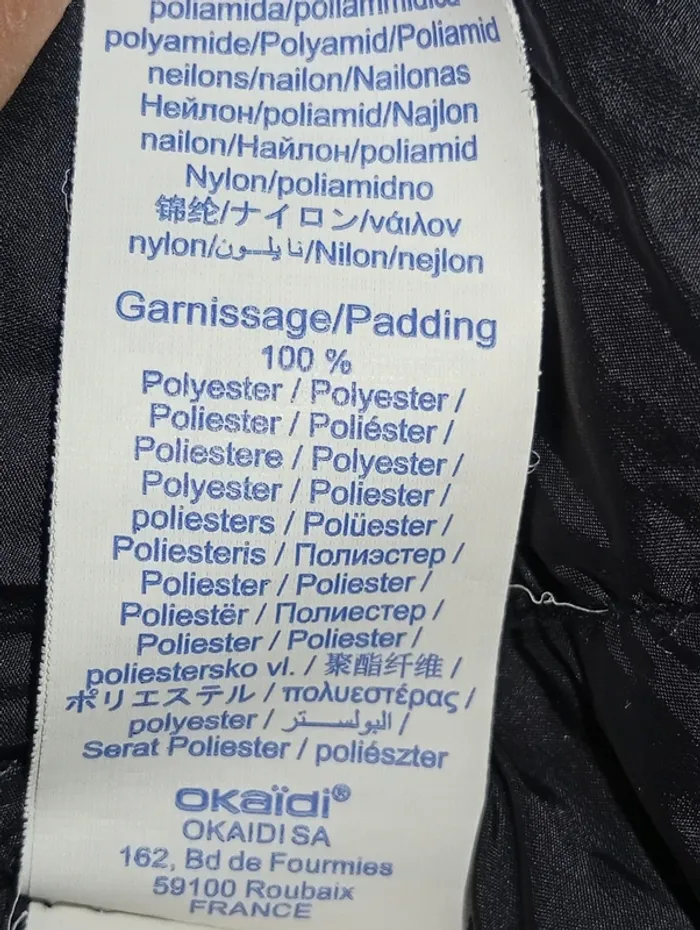 poliamida/poliammidica
polyamide/Polyamid/Poliamid
neilons/nailon/Nailonas
Нейлон/poliamid/Najlon
nailon/Найлон/poliamid
Nylon/poliamidno
锦纶/ナイロン/νάιλον
nylon/نايلون/Nilon/nejlon
Garnissage/Padding
100 %
Polyester / Polyester /
Poliester / Poliéster /
Poliestere / Polyester /
Polyester / Poliester /
poliesters / Polüester /
Poliesteris / Полиэстер /
Poliester / Poliester /
Poliestër / Полиестер /
Poliester / Poliester /
poliestersko vl. / 聚酯纤维 /
ポリエステル / πολυεστέρας /
polyester / البولستر /
Serat Poliester / poliészter
OKaïdi®
OKAIDI SA
162, Bd de Fourmies
59100 Roubaix
FRANCE